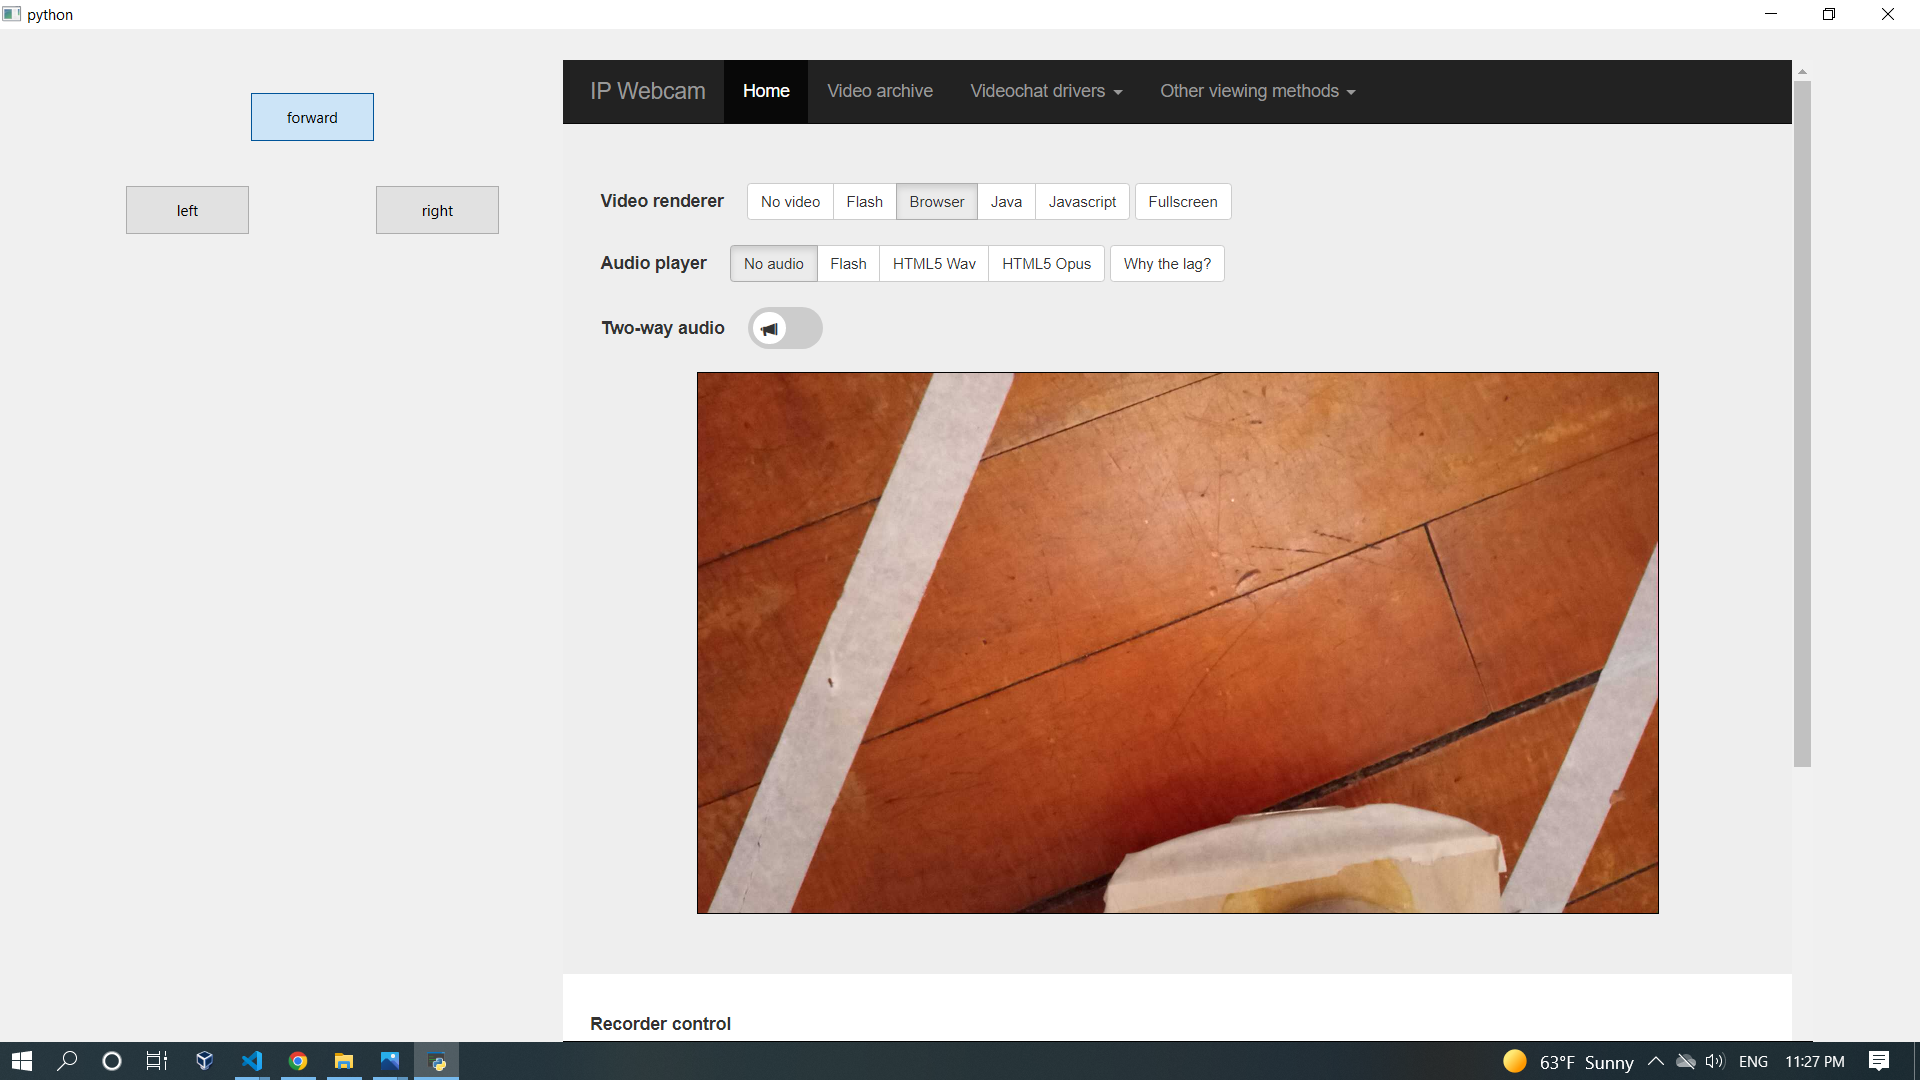 python
forward
left right
IP Webcam Home Video archive Videochat drivers Other viewing methods
Video renderer No video Flash Browser Java Javascript Fullscreen
Audio player No audio Flash HTML5 Wav HTML5 Opus Why the lag?
Two-way audio
Recorder control
63°F Sunny ENG 11:27 PM